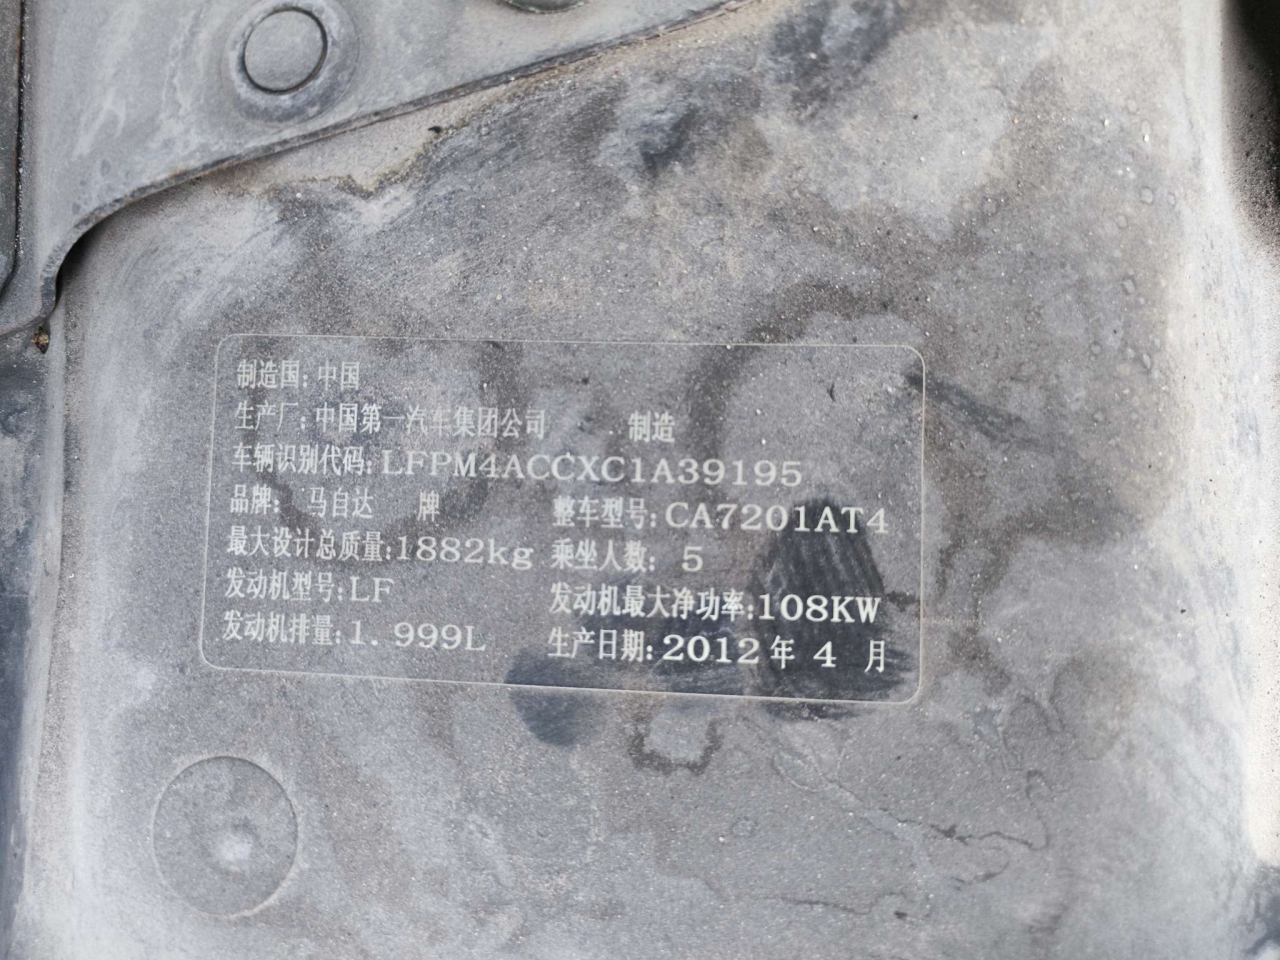 制造国：中国
生产厂：中国第一汽车集团公司 制造
车辆识别代码：LFPM4ACCXC1A39195
品牌：马自达 牌 整车型号：CA7201AT4
最大设计总质量：1882kg 乘坐人数：5
发动机型号：LF 发动机最大净功率：108KW
发动机排量：1.999L 生产日期：2012年4月